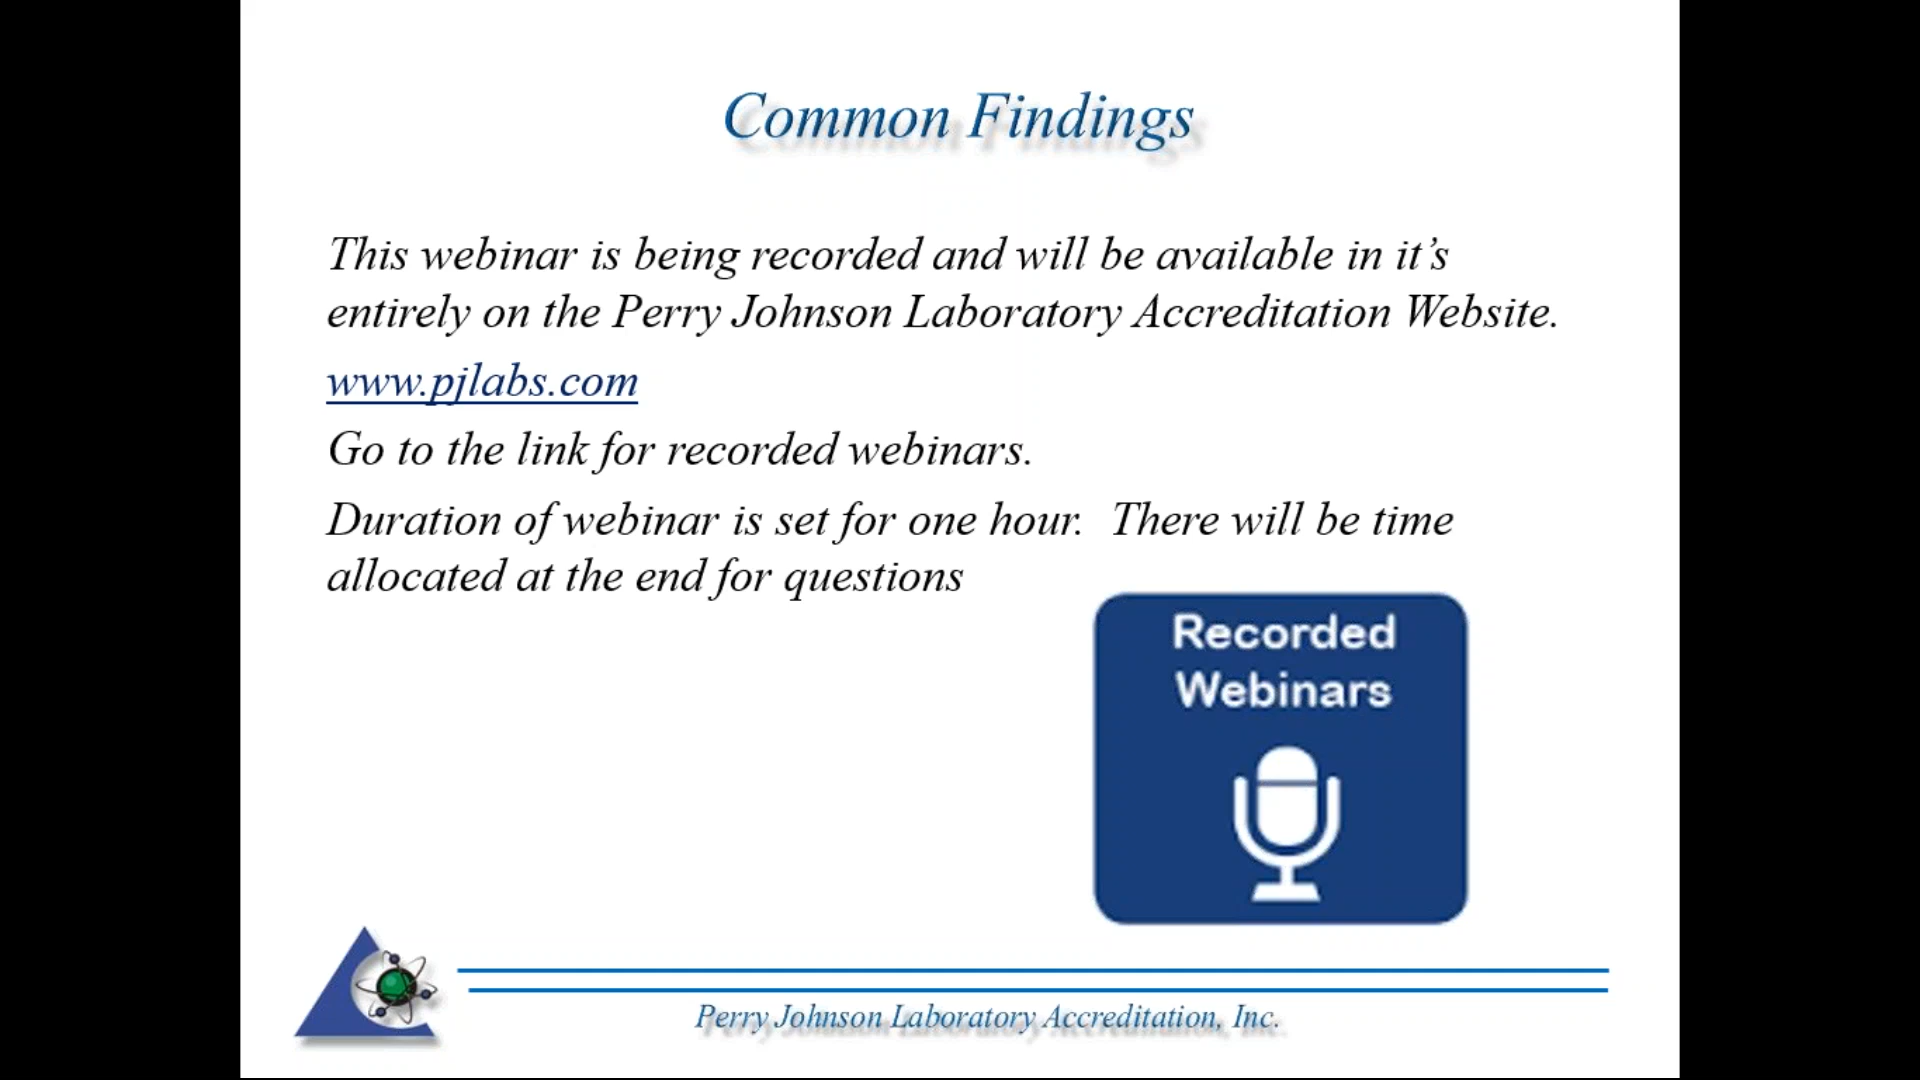 Common Findings
This webinar is being recorded and will be available in it’s
entirely on the Perry Johnson Laboratory Accreditation Website.
www.pjlabs.com
Go to the link for recorded webinars.
Duration of webinar is set for one hour.  There will be time
allocated at the end for questions
Recorded
Webinars
Perry Johnson Laboratory Accreditation, Inc.